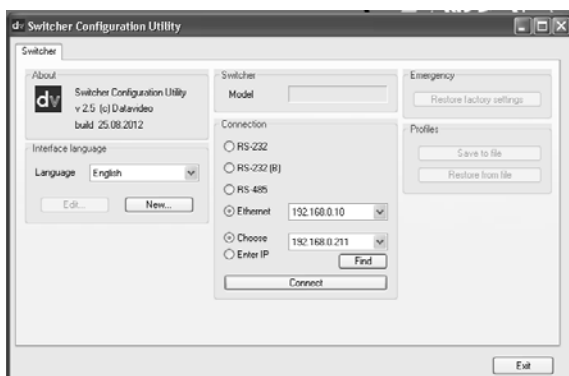 dv Switcher Configuration Utility
Switcher
About
dv
Switcher Configuration Utility
v 2.5 (c) Datavideo
build 25.08.2012
Interface language
Language English
Edit... New...
Switcher
Model
Connection
RS-232
RS-232 (B)
RS-485
Ethernet 192.168.0.10
Choose 192.168.0.211
Enter IP
Find
Connect
Emergency
Restore factory settings
Profiles
Save to file
Restore from file
Exit